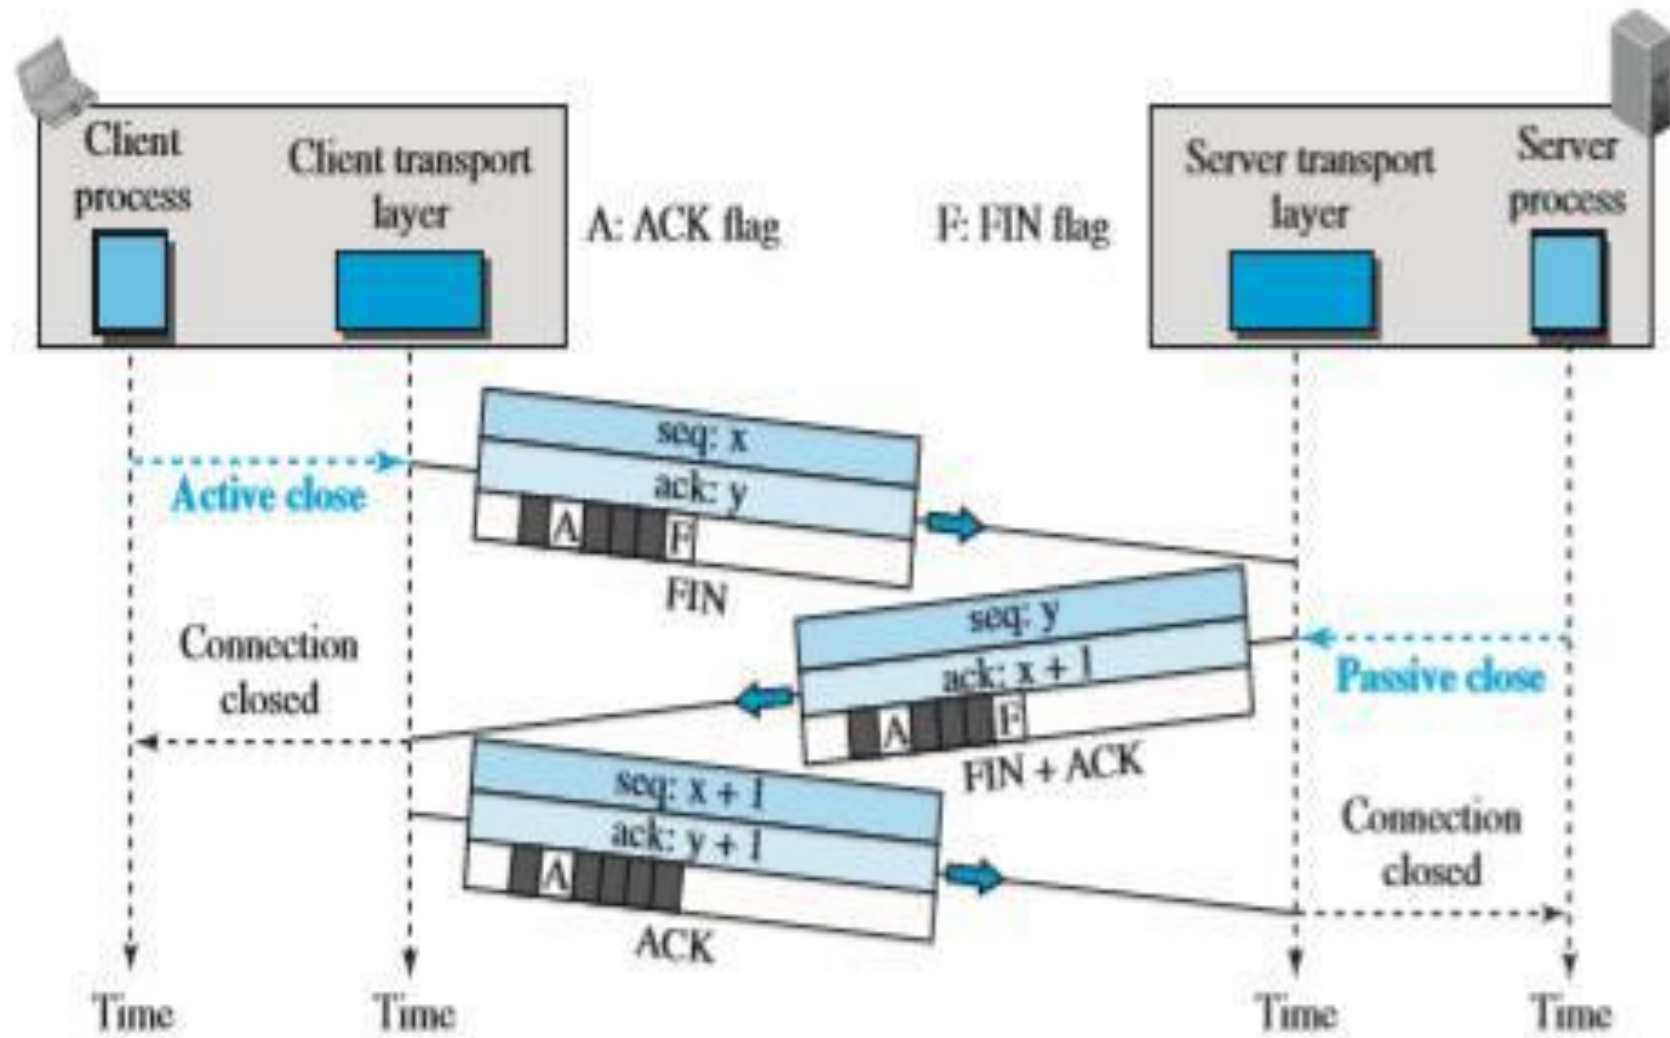 Client
process
Client transport
layer
A: ACK flag
F: FIN flag
Server transport
layer
Server
process
seq: x
ack: y
A
F
FIN
Active close
seq: y
ack: x + 1
A
F
FIN + ACK
Passive close
Connection
closed
seq: x + 1
ack: y + 1
A
ACK
Connection
closed
Time
Time
Time
Time